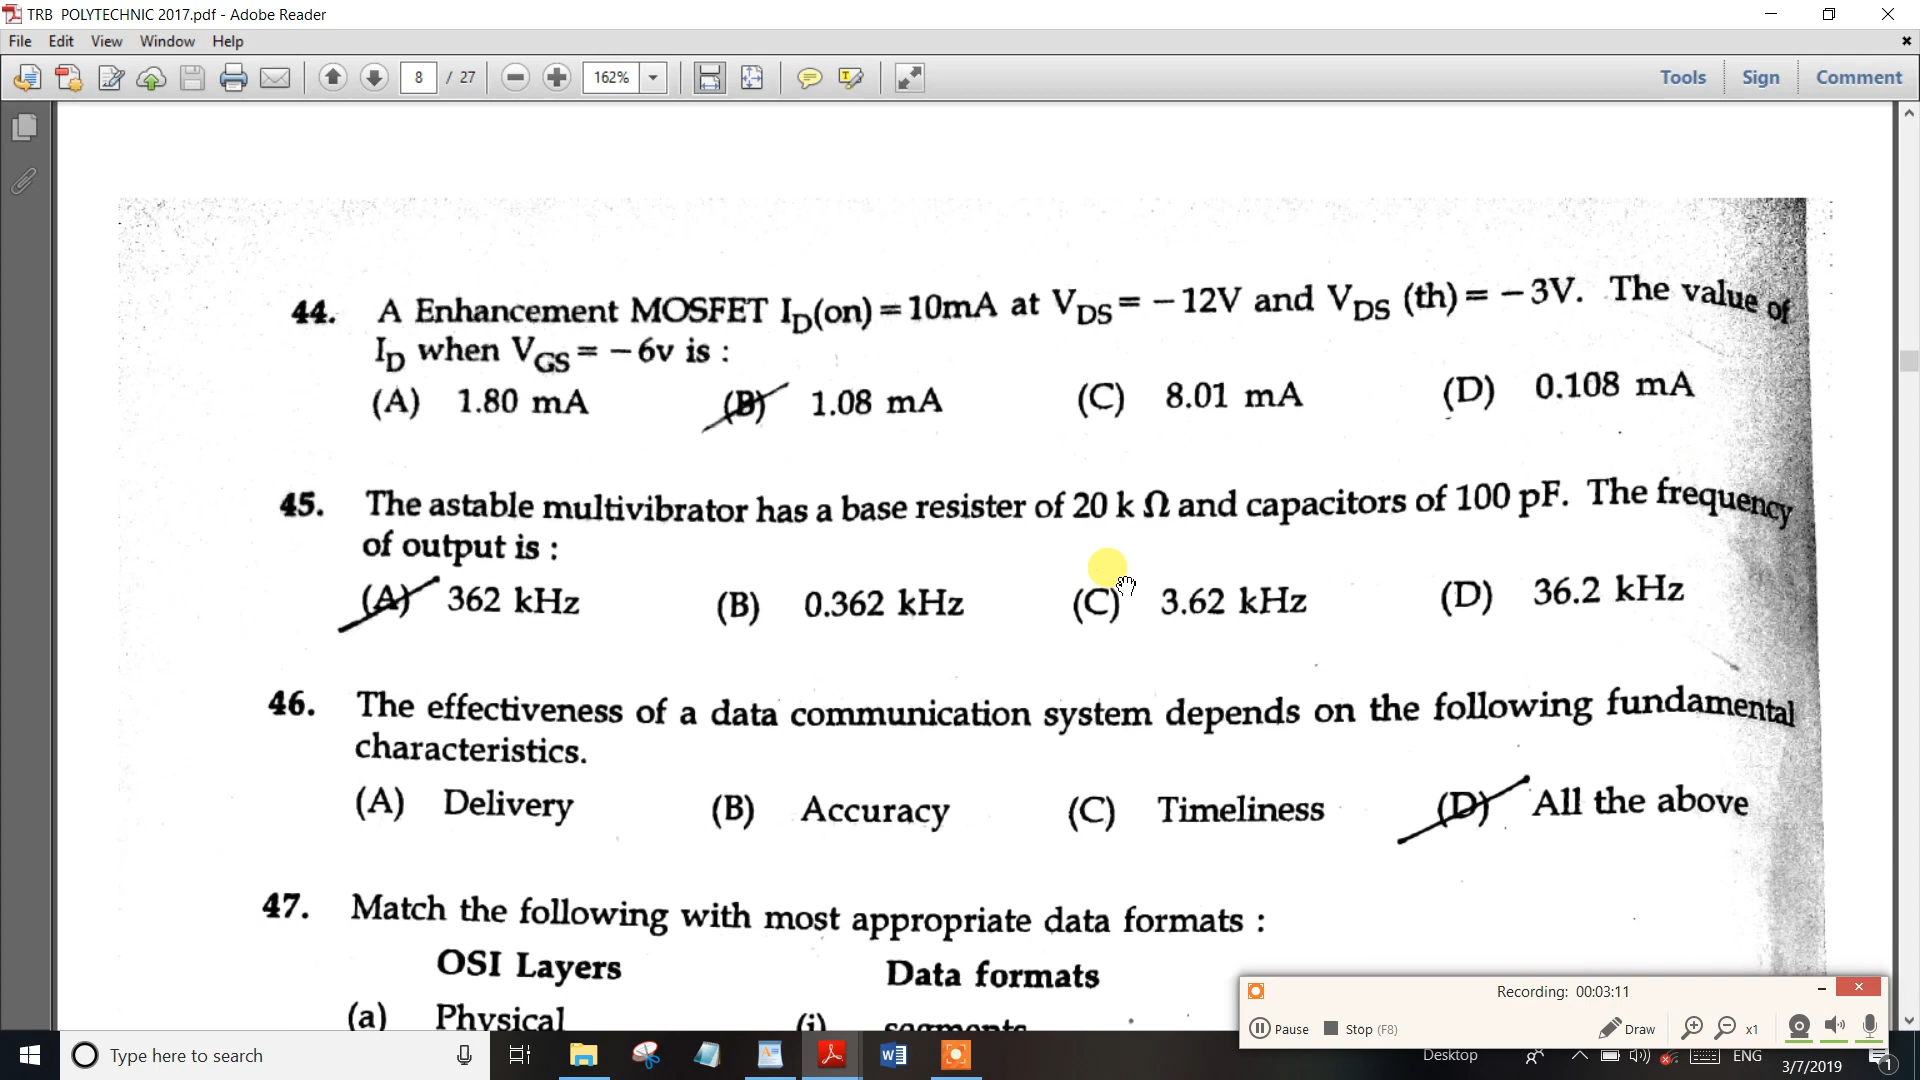 TRB POLYTECHNIC 2017.pdf - Adobe Reader
File Edit View Window Help
8 / 27 162% Tools Sign Comment
44. A Enhancement MOSFET ID(on) = 10mA at VDS = − 12V and VDS (th) = − 3V. The value of
ID when VGS = − 6v is :
(A) 1.80 mA (B) 1.08 mA (C) 8.01 mA (D) 0.108 mA
45. The astable multivibrator has a base resister of 20 k Ω and capacitors of 100 pF. The frequency
of output is :
(A) 362 kHz (B) 0.362 kHz (C) 3.62 kHz (D) 36.2 kHz
46. The effectiveness of a data communication system depends on the following fundamental
characteristics.
(A) Delivery (B) Accuracy (C) Timeliness (D) All the above
47. Match the following with most appropriate data formats :
OSI Layers Data formats
(a) Physical (i) segments
Recording: 00:03:11
Pause Stop (F8) Draw x1
Type here to search
Desktop ENG
3/7/2019 1